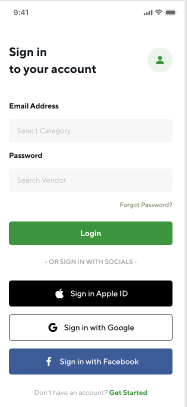 9:41
Sign in
to your account
Email Address
Select Category
Password
Search Vendor
Forgot Password?
Login
- OR SIGN IN WITH SOCIALS -
Sign in Apple ID
Sign in with Google
Sign in with Facebook
Don't have an account? Get Started